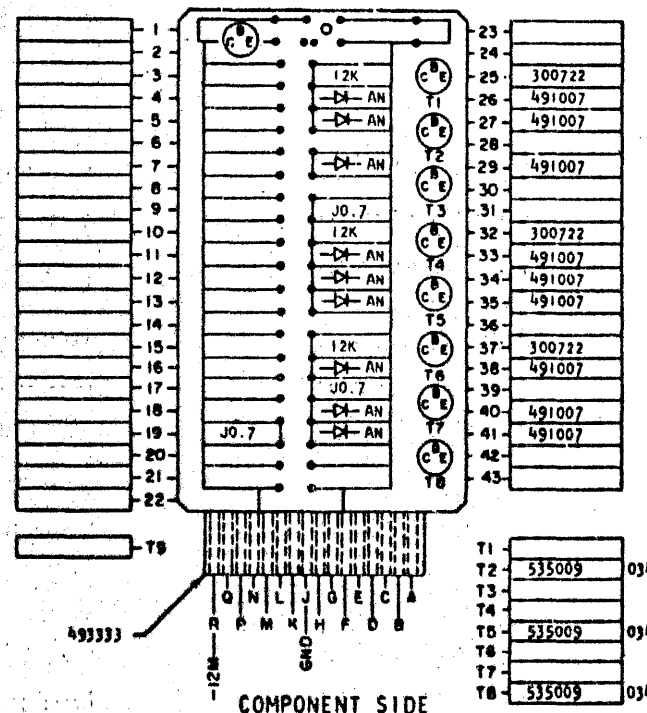 1
2
3
4
5
6
7
8
9
10
11
12
13
14
15
16
17
18
19
20
21
22
T9
493333
B
C E
12K
AN
AN
AN
J0.7
12K
AN
AN
AN
12K
AN
J0.7
AN
AN
J0.7
B
C E
T1
B
C E
T2
B
C E
T3
B
C E
T4
B
C E
T5
B
C E
T6
B
C E
T7
B
C E
T8
23
24
25 300722
26 491007
27 491007
28
29 491007
30
31
32 300722
33 491007
34 491007
35 491007
36
37 300722
38 491007
39
40 491007
41 491007
42
43
R Q P N M L K J H G F E D C B A
-12M
GND
T1
T2 535009 034
T3
T4
T5 535009 034
T6
T7
T8 535009 034
COMPONENT SIDE